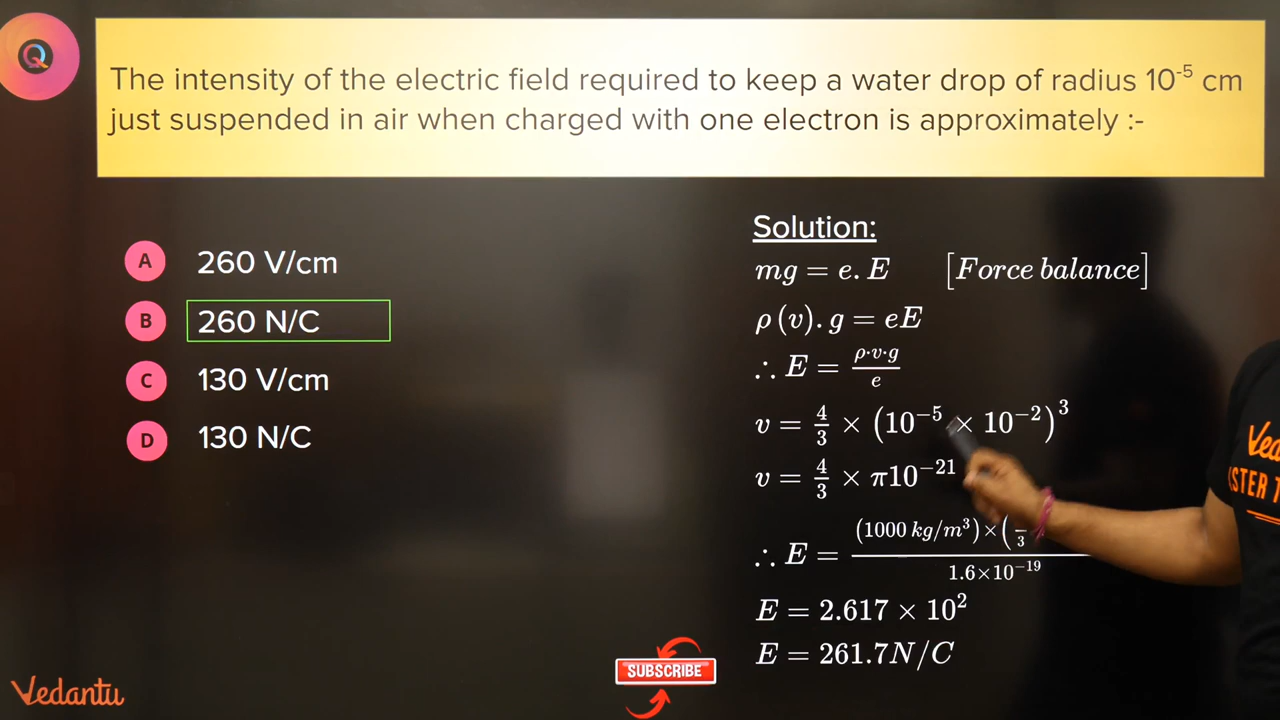 Q
The intensity of the electric field required to keep a water drop of radius 10⁻⁵ cm
just suspended in air when charged with one electron is approximately :-
A 260 V/cm
B 260 N/C
C 130 V/cm
D 130 N/C
Solution:
mg = e. E [Force balance]
ρ (v). g = eE
∴ E = ρ·v·g / e
v = 4/3 × (10⁻⁵ × 10⁻²)³
v = 4/3 × π10⁻²¹
∴ E = (1000 kg/m³)×( /3 / 1.6×10⁻¹⁹
E = 2.617 × 10²
E = 261.7N/C
SUBSCRIBE
Vedantu